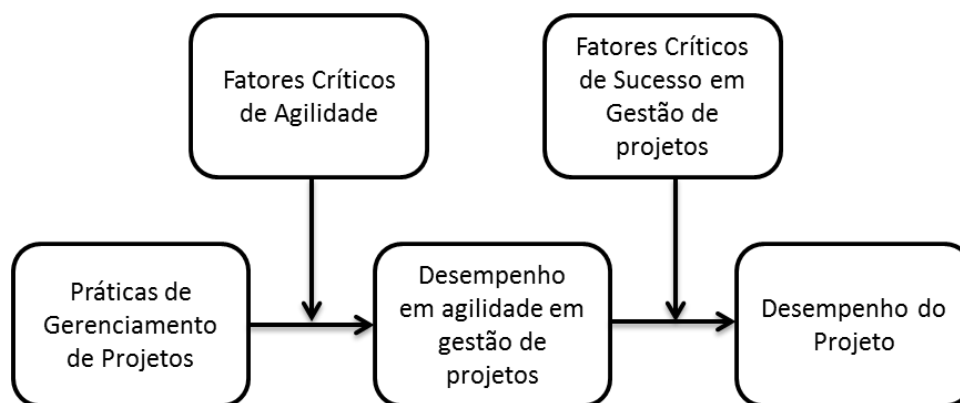 Fatores Críticos
de Agilidade
Fatores Críticos
de Sucesso em
Gestão de
projetos
Práticas de
Gerenciamento
de Projetos
Desempenho
em agilidade em
gestão de
projetos
Desempenho do
Projeto